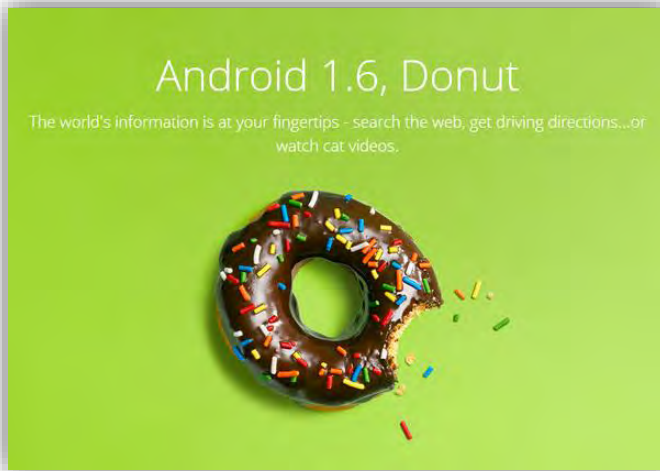 Android 1.6, Donut
The world's information is at your fingertips - search the web, get driving directions...or
watch cat videos.